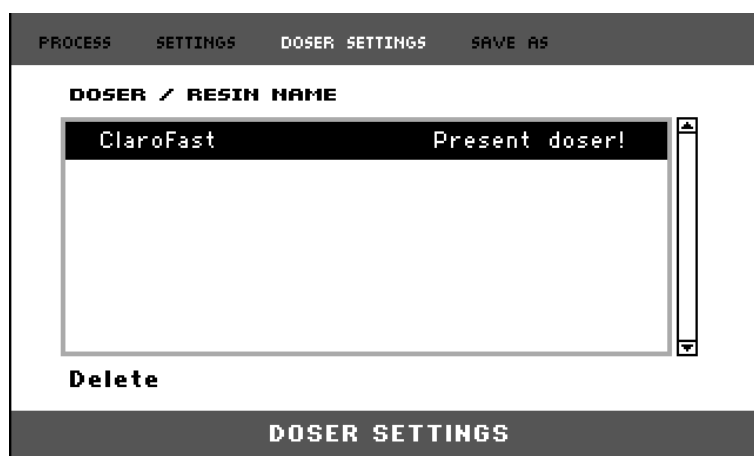 PROCESS SETTINGS DOSER SETTINGS SAVE AS
DOSER / RESIN NAME
ClaroFast Present doser!
Delete
DOSER SETTINGS